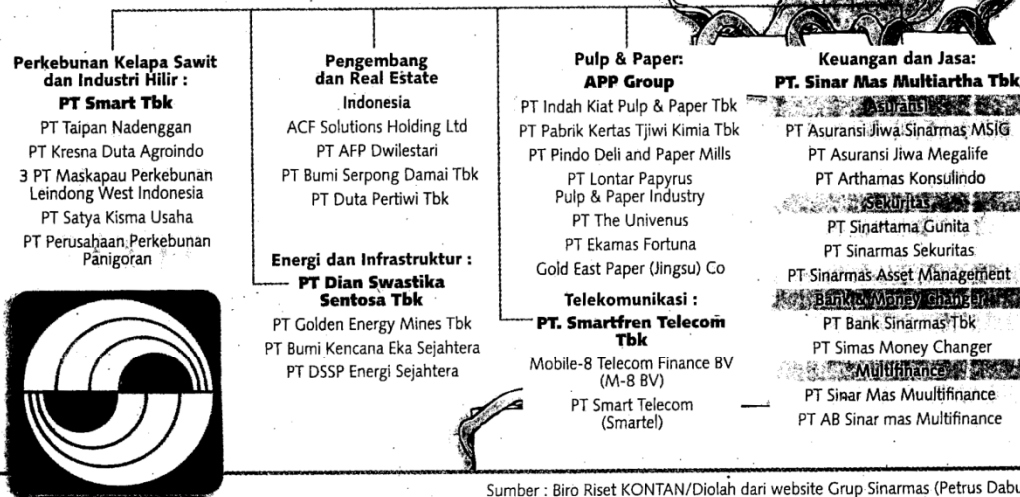 Perkebunan Kelapa Sawit
dan Industri Hilir :
PT Smart Tbk
PT Taipan Nadenggan
PT Kresna Duta Agroindo
3 PT Maskapau Perkebunan
Leindong West Indonesia
PT Satya Kisma Usaha
PT Perusahaan Perkebunan
Panigoran
Pengembang
dan Real Estate
Indonesia
ACF Solutions Holding Ltd
PT AFP Dwilestari
PT Bumi Serpong Damai Tbk
PT Duta Pertiwi Tbk
Energi dan Infrastruktur :
PT Dian Swastika
Sentosa Tbk
PT Golden Energy Mines Tbk
PT Bumi Kencana Eka Sejahtera
PT DSSP Energi Sejahtera
Pulp & Paper:
APP Group
PT Indah Kiat Pulp & Paper Tbk
PT Pabrik Kertas Tjiwi Kimia Tbk
PT Pindo Deli and Paper Mills
PT Lontar Papyrus
Pulp & Paper Industry
PT The Univenus
PT Ekamas Fortuna
Gold East Paper (Jingsu) Co
Telekomunikasi :
PT. Smartfren Telecom
Tbk
Mobile-8 Telecom Finance BV
(M-8 BV)
PT Smart Telecom
(Smartel)
Keuangan dan Jasa:
PT. Sinar Mas Multiartha Tbk
Asuransi
PT Asuransi Jiwa Sinarmas MSIG
PT Asuransi Jiwa Megalife
PT Arthamas Konsulindo
Sekuritas
PT Sinartama Gunita
PT Sinarmas Sekuritas
PT Sinarmas Asset Management
Bank & Money Changer
PT Bank Sinarmas Tbk
PT Simas Money Changer
Multifinance
PT Sinar Mas Muultifinance
PT AB Sinar mas Multifinance
Sumber : Biro Riset KONTAN/Diolah dari website Grup Sinarmas (Petrus Dabu